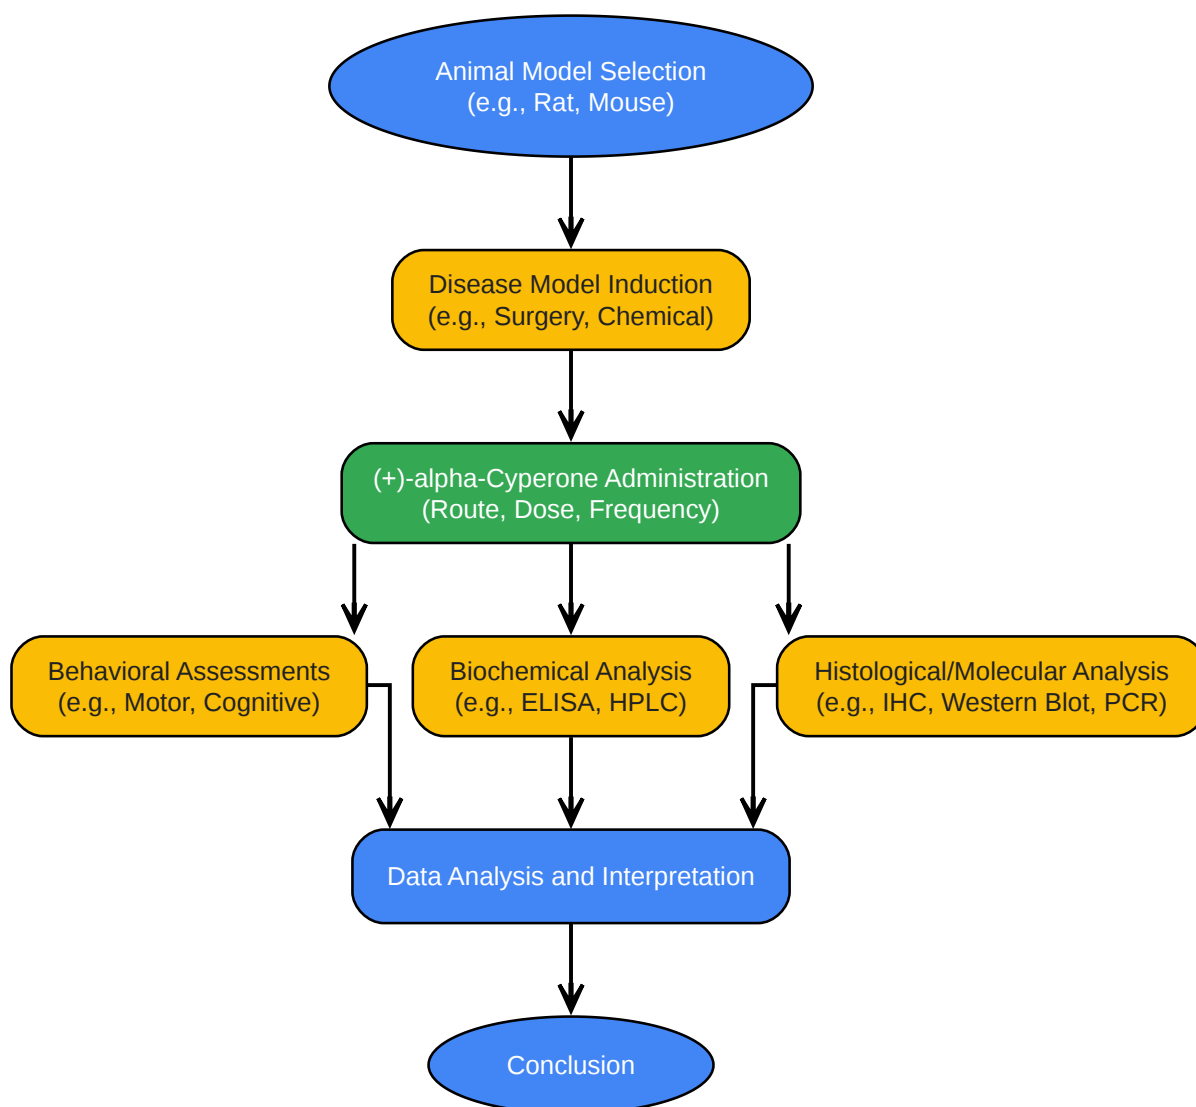 Animal Model Selection
(e.g., Rat, Mouse)
Disease Model Induction
(e.g., Surgery, Chemical)
(+)-alpha-Cyperone Administration
(Route, Dose, Frequency)
Behavioral Assessments
(e.g., Motor, Cognitive)
Biochemical Analysis
(e.g., ELISA, HPLC)
Histological/Molecular Analysis
(e.g., IHC, Western Blot, PCR)
Data Analysis and Interpretation
Conclusion